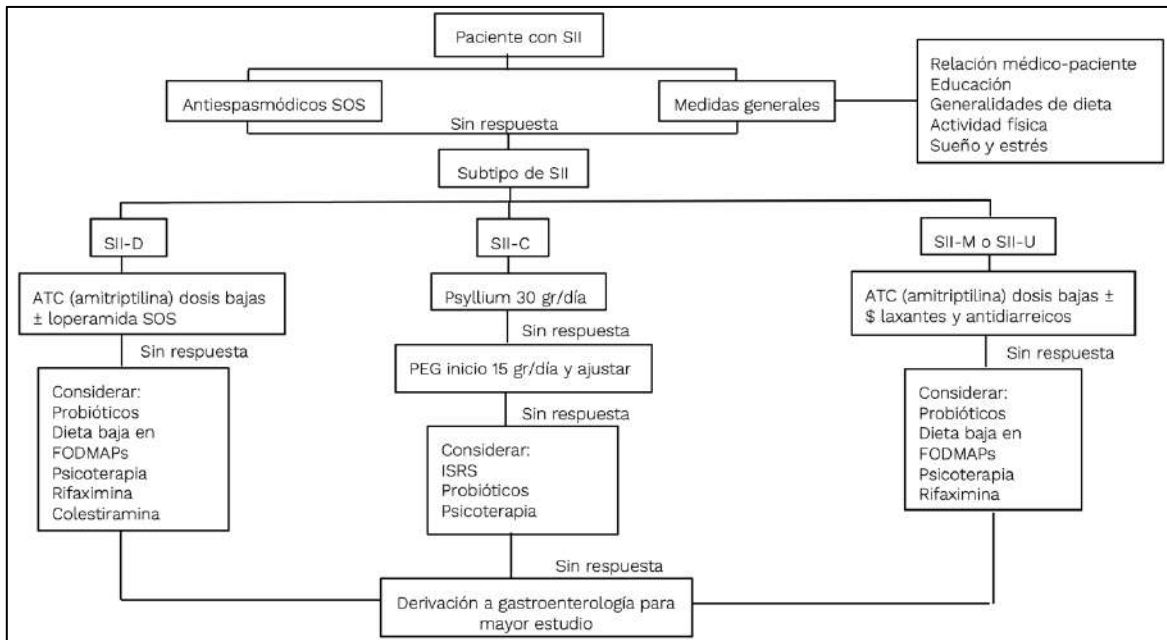 Paciente con SII
Antiespasmódicos SOS
Medidas generales
Relación médico-paciente
Educación
Generalidades de dieta
Actividad física
Sueño y estrés
Sin respuesta
Subtipo de SII
SII-D
SII-C
SII-M o SII-U
ATC (amitriptilina) dosis bajas
± loperamida SOS
Psyllium 30 gr/día
ATC (amitriptilina) dosis bajas ±
$ laxantes y antidiarreicos
Sin respuesta
Sin respuesta
Sin respuesta
PEG inicio 15 gr/día y ajustar
Sin respuesta
Considerar:
Probióticos
Dieta baja en
FODMAPs
Psicoterapia
Rifaximina
Colestiramina
Considerar:
ISRS
Probióticos
Psicoterapia
Considerar:
Probióticos
Dieta baja en
FODMAPs
Psicoterapia
Rifaximina
Sin respuesta
Derivación a gastroenterología para
mayor estudio